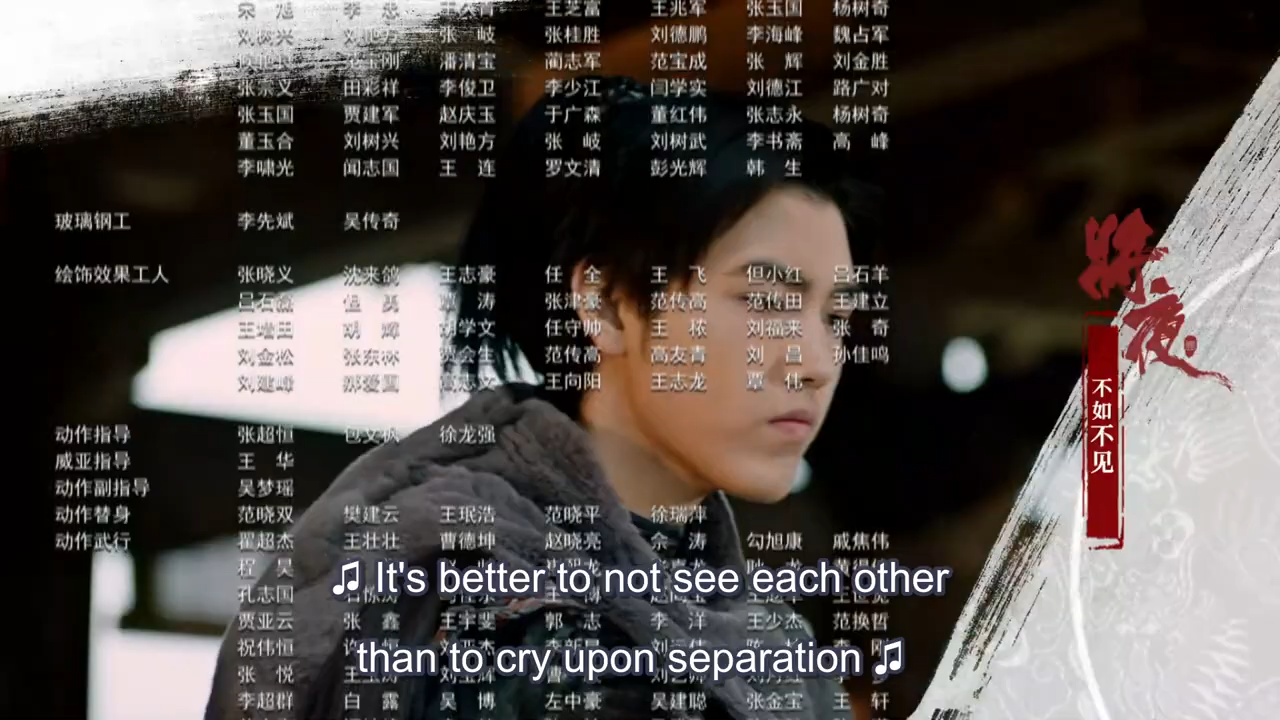 王芝富 王兆军 张玉国 杨树奇
张 岐 张桂胜 刘德鹏 李海峰 魏占军
潘清宝 蔺志军 范宝成 张 辉 刘金胜
张宗义 田彩祥 李俊卫 李少江 闫学实 刘德江 路广对
张玉国 贾建军 赵庆玉 于广森 董红伟 张志永 杨树奇
董玉合 刘树兴 刘艳方 张 岐 刘树武 李书斋 高 峰
李啸光 闻志国 王 连 罗文清 彭光辉 韩 生
玻璃钢工 李先斌 吴传奇
绘饰效果工人 张晓义 沈来鸽 王志豪 任 全 王 飞 但小红 吕石羊
覃 涛 张津豪 范传高 范传田 王建立
胡 辉 胡学文 任守帅 王 秾 刘福来 张 奇
刘金松 张东林 贾会生 范传高 高友青 刘 昌 孙佳鸣
刘建峰 王向阳 王志龙 覃 伟
动作指导 张超恒 包文枫 徐龙强
威亚指导 王 华
动作副指导 吴梦瑶
动作替身 范晓双 樊建云 王珉浩 范晓平 徐瑞萍
动作武行 翟超杰 王壮壮 曹德坤 赵晓亮 佘 涛 勾旭康 戚焦伟
程 昊
♫ It's better to not see each other
孔志国
贾亚云 张 鑫 王宇斐 郭 志 李 洋 王少杰 范换哲
祝伟恒
than to cry upon separation ♫
张 悦
李超群 白 露 吴 博 左中豪 吴建聪 张金宝 王 轩
将夜
不如不见